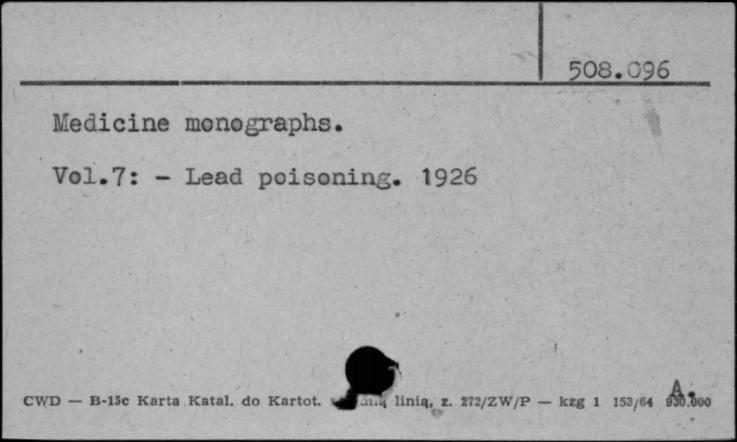 508.096
Medicine monographs.
Vol.7: - Lead poisoning. 1926
A.
CWD — B-15c Karta Katal. do Kartot. linią, z. 272/ZW/P — kzg 1 153/64 930.000